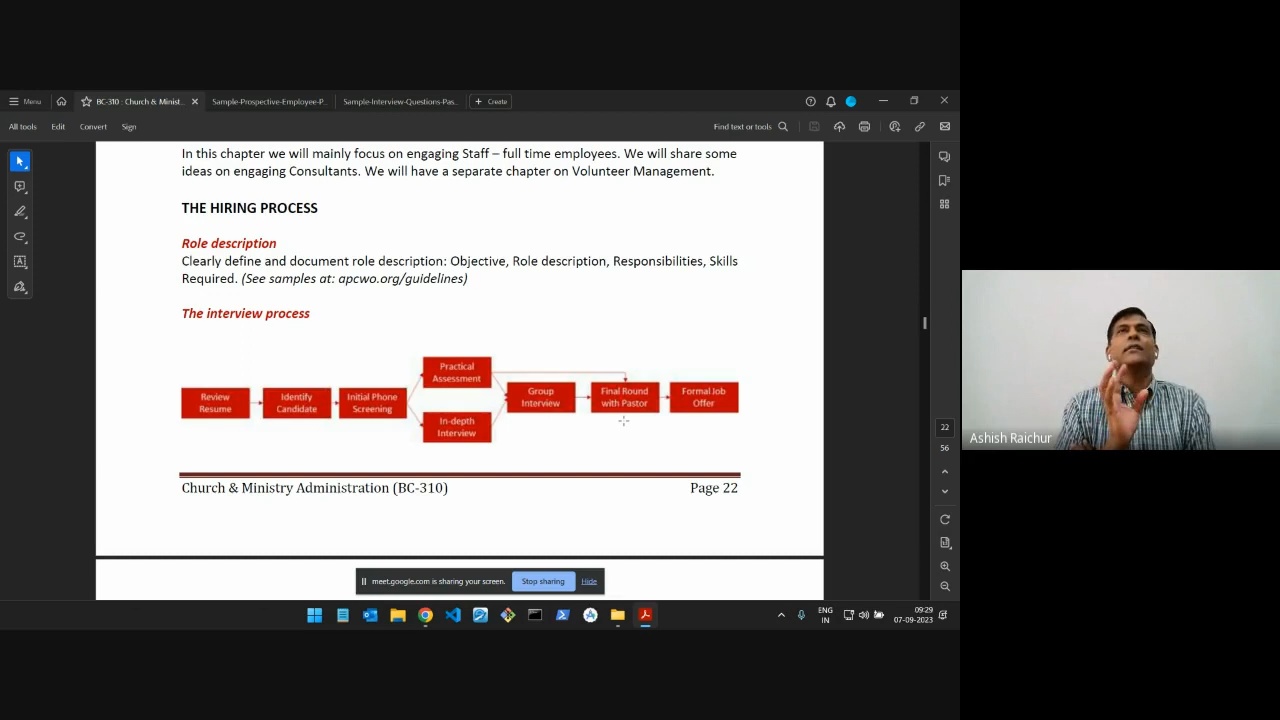 Menu
BC-310 : Church & Minist...
Sample-Prospective-Employee-P...
Sample-Interview-Questions-Pas...
Create
All tools
Edit
Convert
Sign
Find text or tools
In this chapter we will mainly focus on engaging Staff – full time employees. We will share some
ideas on engaging Consultants. We will have a separate chapter on Volunteer Management.
THE HIRING PROCESS
Role description
Clearly define and document role description: Objective, Role description, Responsibilities, Skills
Required. (See samples at: apcwo.org/guidelines)
The interview process
Review
Resume
Identify
Candidate
Initial Phone
Screening
Practical
Assessment
In-depth
Interview
Group
Interview
Final Round
with Pastor
Formal Job
Offer
Church & Ministry Administration (BC-310)
Page 22
22
56
meet.google.com is sharing your screen.
Stop sharing
Hide
ENG
IN
09:29
07-09-2023
Ashish Raichur